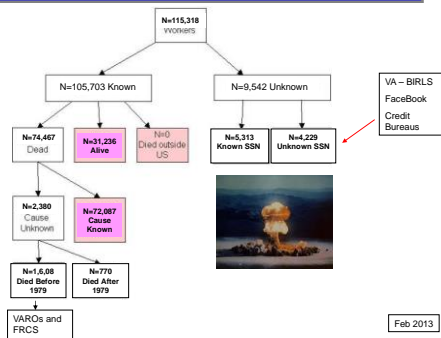 N=115,318
Workers
N=105,703 Known
N=9,542 Unknown
VA – BIRLS
FaceBook
Credit
Bureaus
N=74,467
Dead
N=31,236
Alive
N=0
Died outside
US
N=5,313
Known SSN
N=4,229
Unknown SSN
N=2,380
Cause
Unknown
N=72,087
Cause
Known
N=1,6,08
Died Before
1979
N=770
Died After
1979
VAROs and
FRCS
Feb 2013